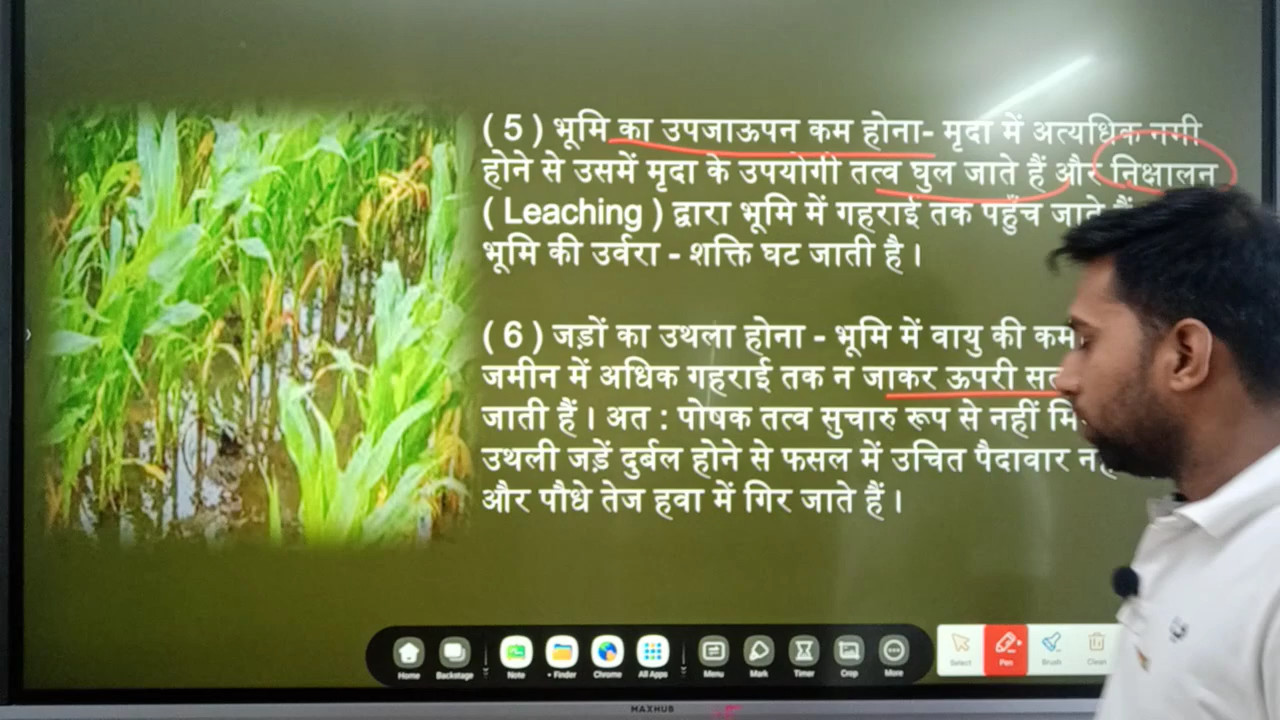 ( 5 ) भूमि का उपजाऊपन कम होना- मृदा में अत्यधिक नमी
होने से उसमें मृदा के उपयोगी तत्व घुल जाते हैं और निक्षालन
( Leaching ) द्वारा भूमि में गहराई तक पहुँच जाते
भूमि की उर्वरा - शक्ति घट जाती है ।
( 6 ) जड़ों का उथला होना - भूमि में वायु की
जमीन में अधिक गहराई तक न जाकर ऊपरी
जाती हैं । अत : पोषक तत्व सुचारु रूप से नहीं
उथली जड़ें दुर्बल होने से फसल में उचित पैदावार
और पौधे तेज हवा में गिर जाते हैं ।
Home Backstage Note • Finder Chrome All Apps Menu Mark Timer Crop More Select Pen Brush Clean
MAXHUB